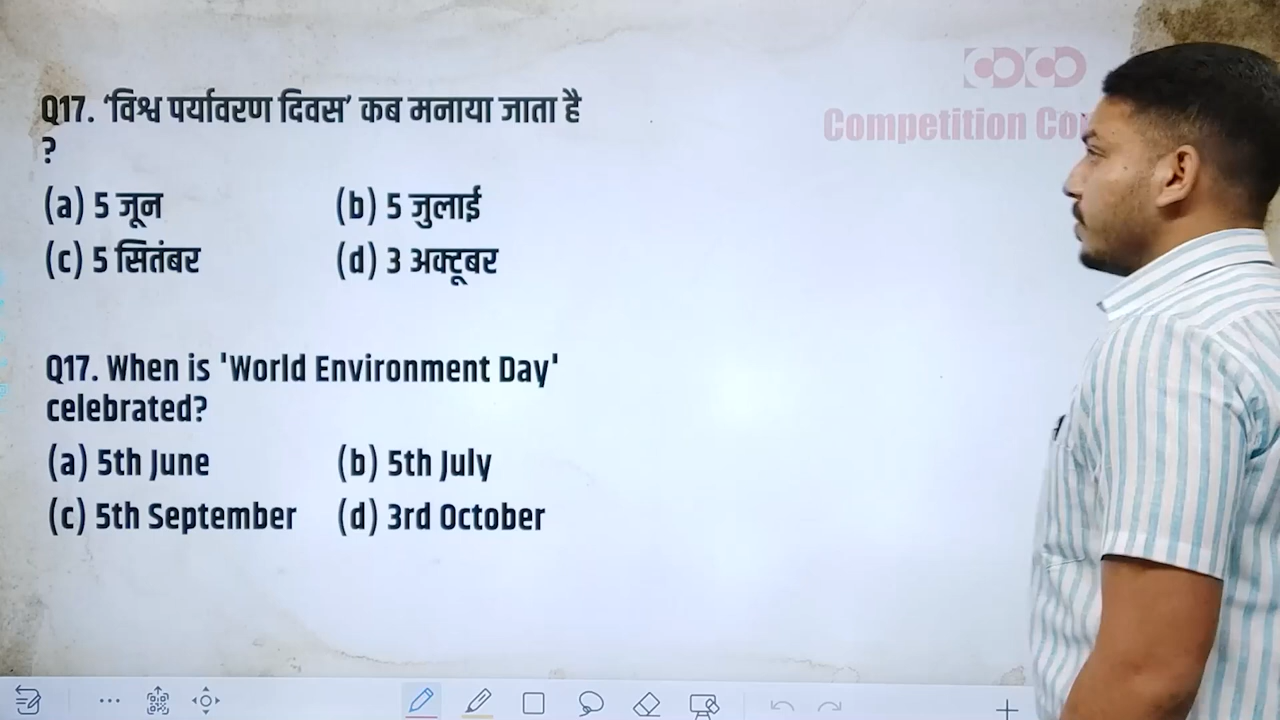 Competition
Q17. ‘विश्व पर्यावरण दिवस’ कब मनाया जाता है
?
(a) 5 जून (b) 5 जुलाई
(c) 5 सितंबर (d) 3 अक्टूबर
Q17. When is 'World Environment Day'
celebrated?
(a) 5th June (b) 5th July
(c) 5th September (d) 3rd October